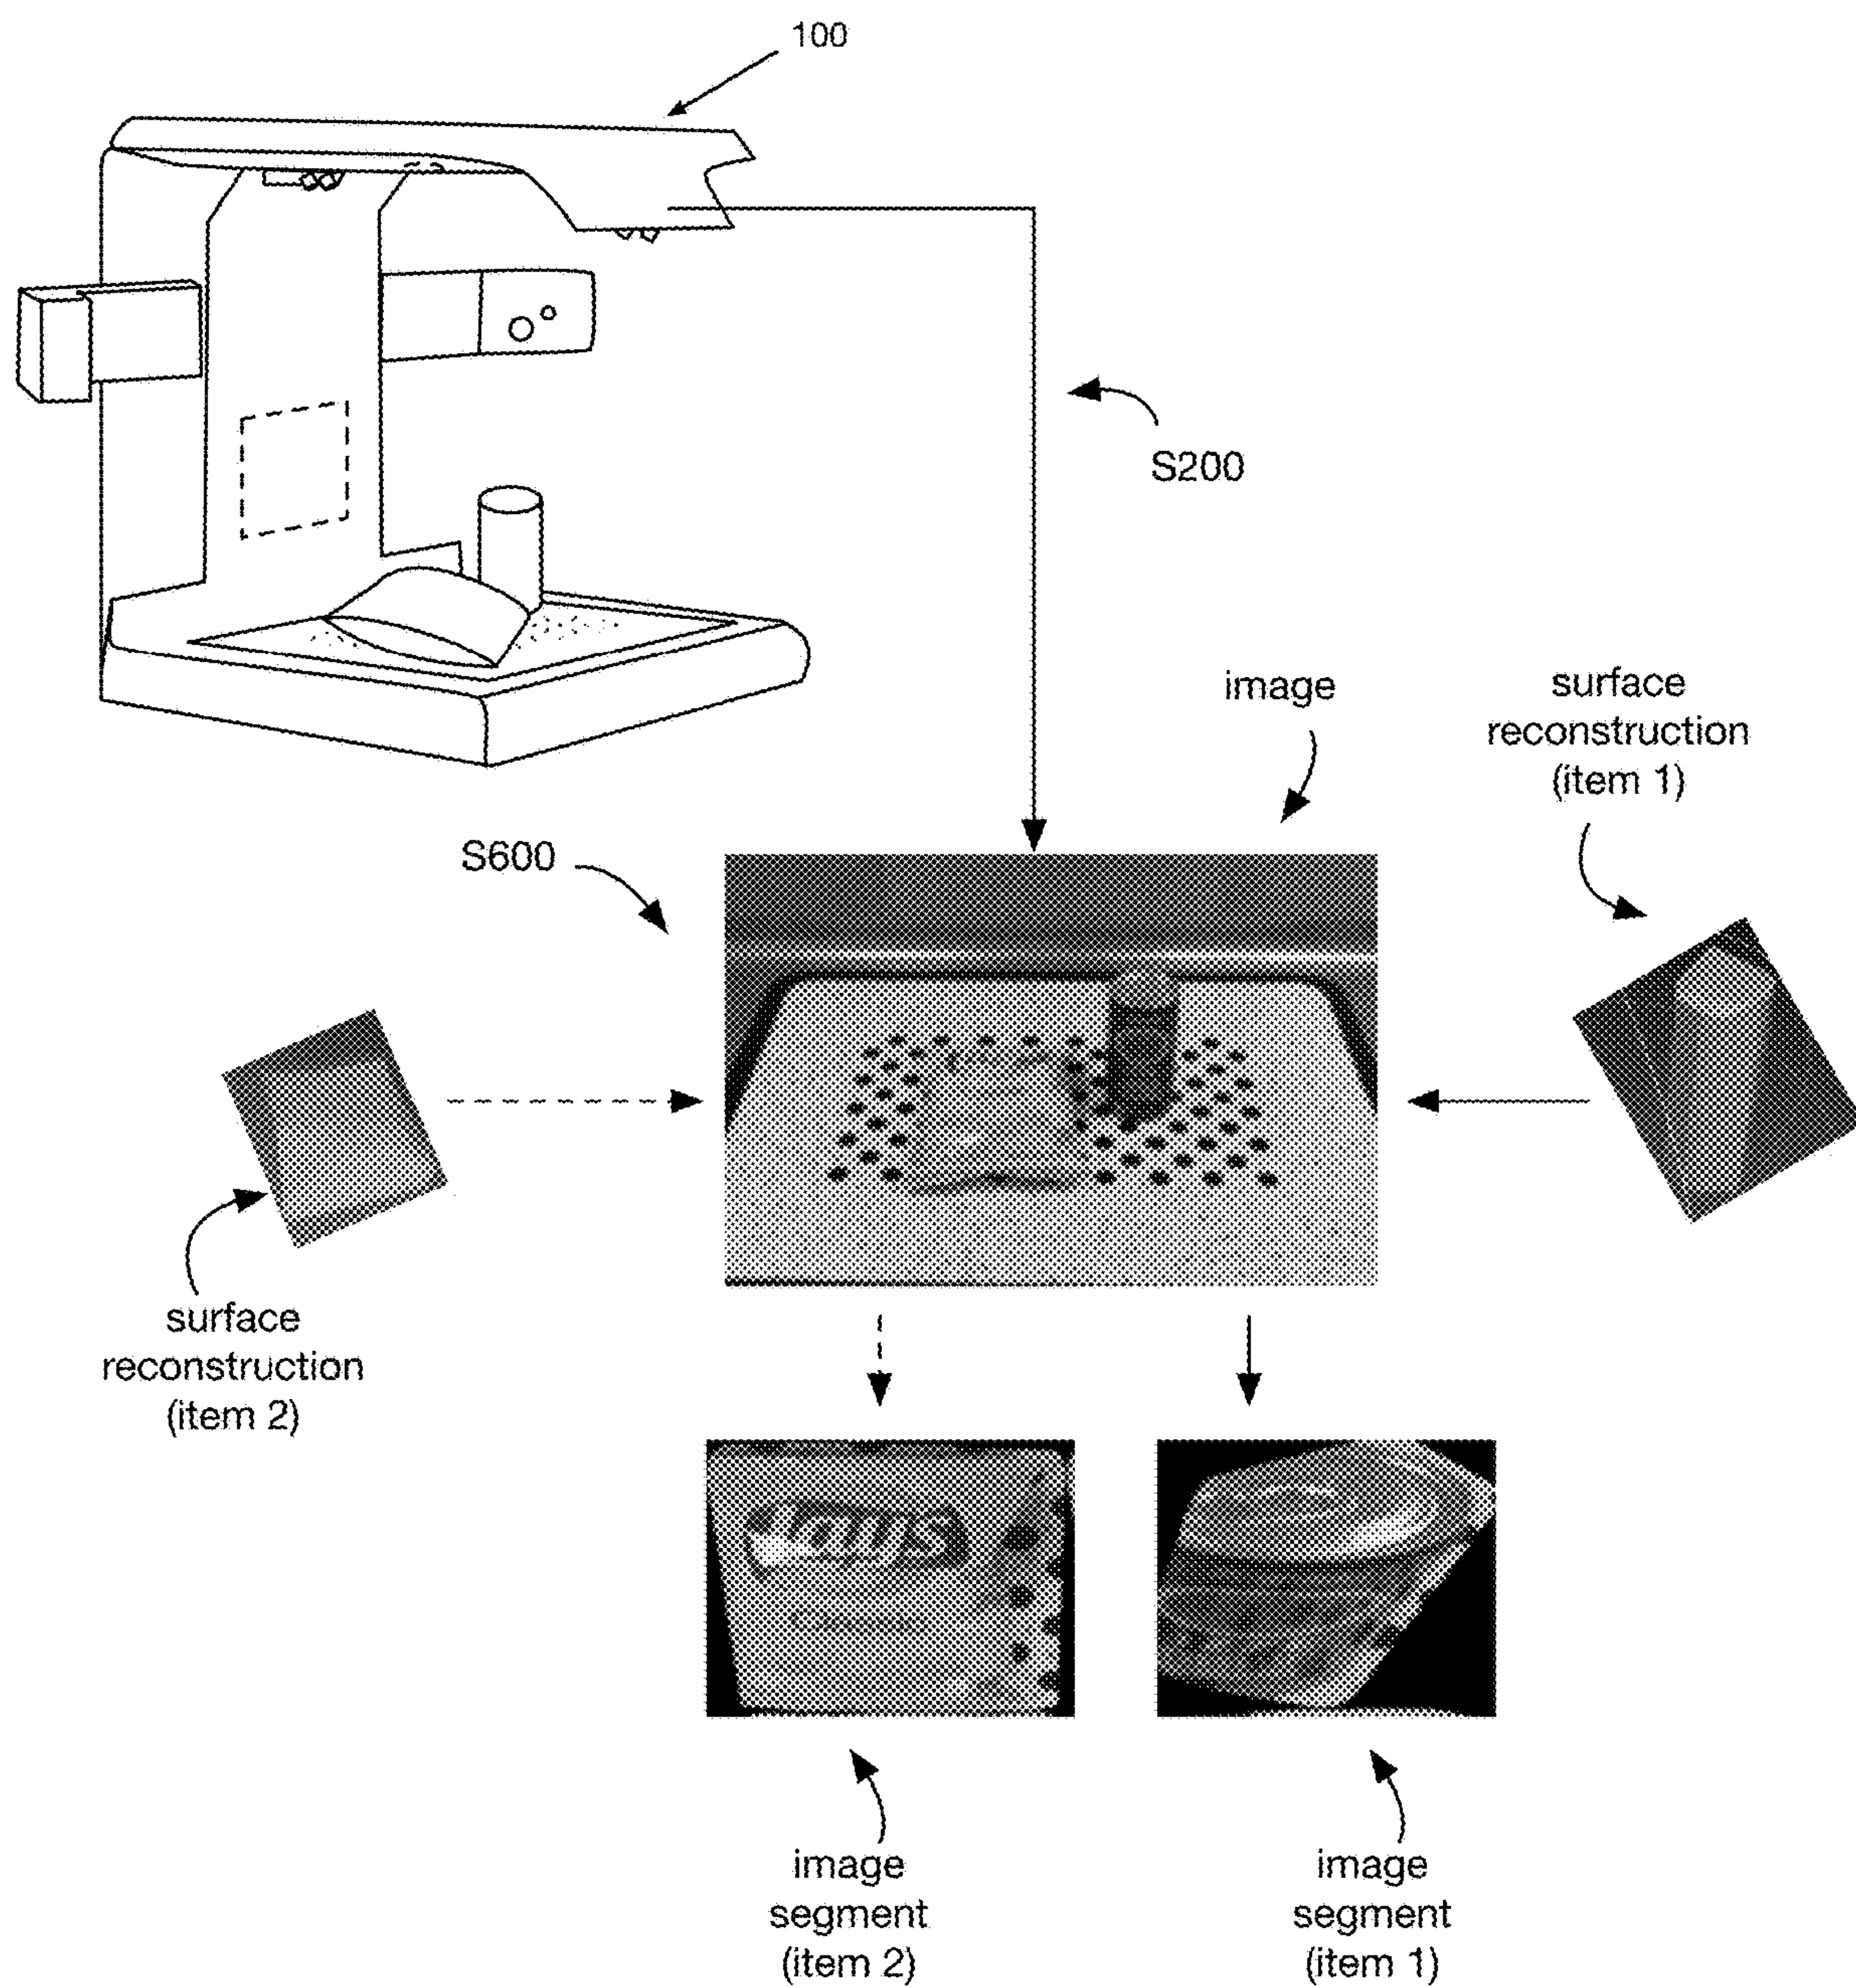 100
S200
image
surface
reconstruction
(item 1)
S600
surface
reconstruction
(item 2)
image
segment
(item 2)
image
segment
(item 1)